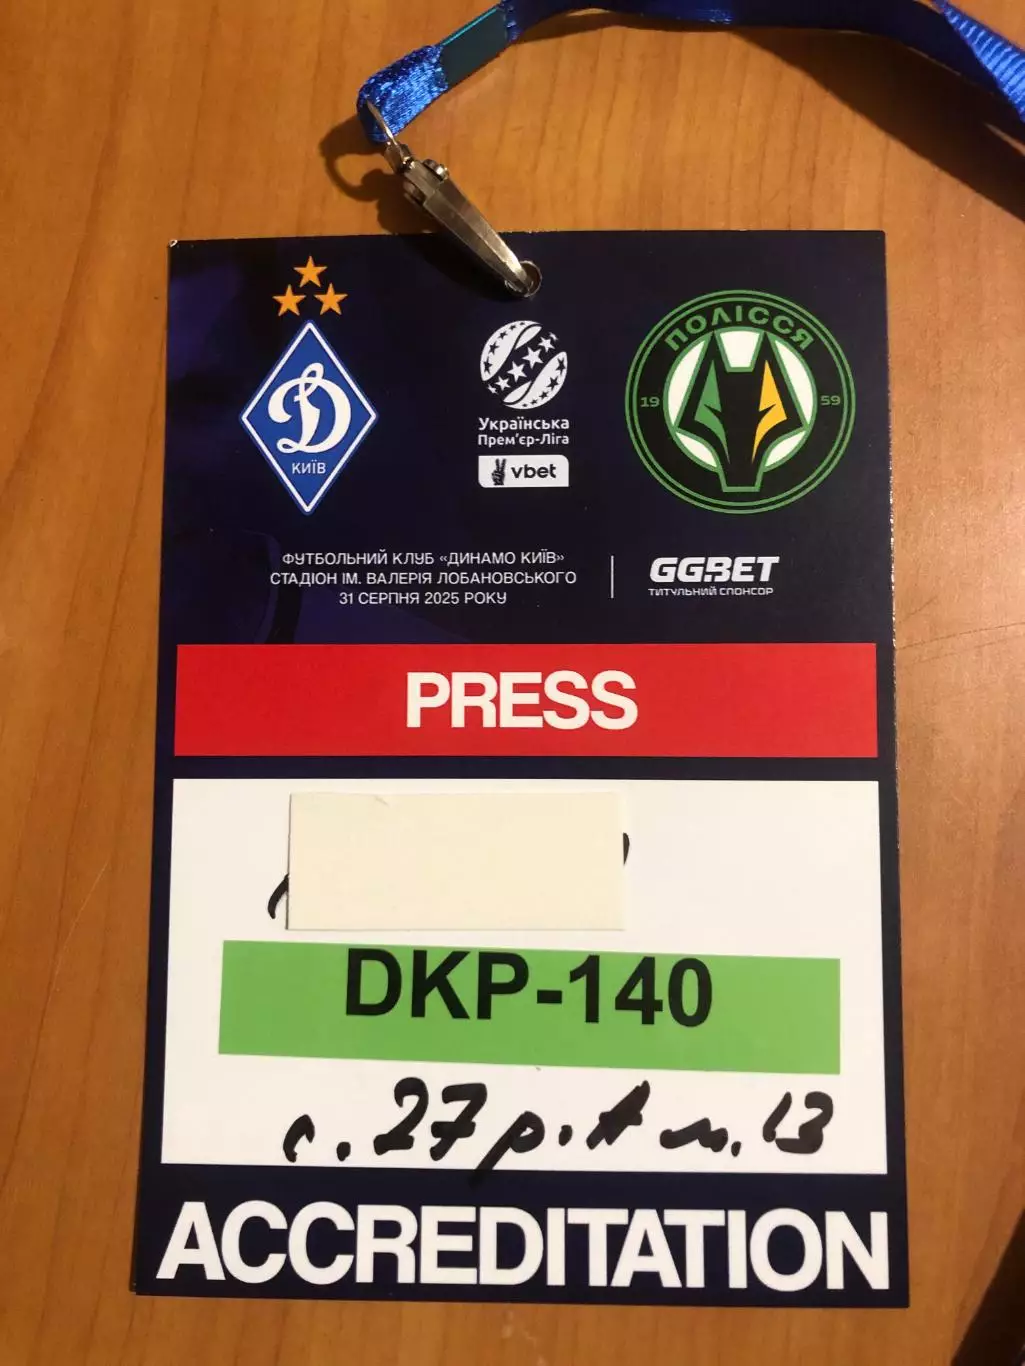 ПОЛІССЯ
19 59
КИЇВ
Українська
Прем'єр-Ліга
vbet
ФУТБОЛЬНИЙ КЛУБ «ДИНАМО КИЇВ»
СТАДІОН ІМ. ВАЛЕРІЯ ЛОБАНОВСЬКОГО
31 СЕРПНЯ 2025 РОКУ
GG.BET
ТИТУЛЬНИЙ СПОНСОР
PRESS
DKP-140
с. 27 р. А м. 13
ACCREDITATION